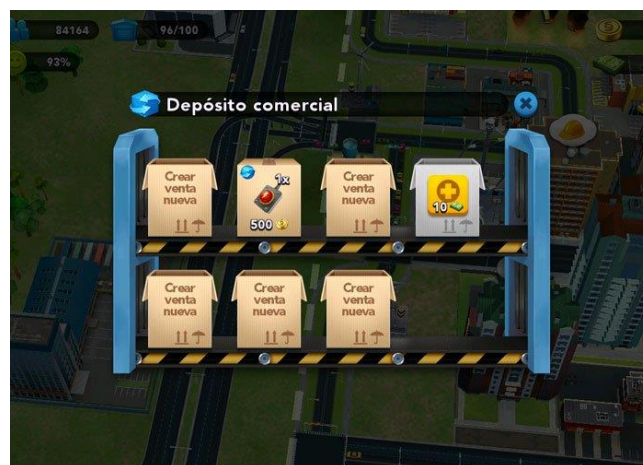 84164
96/100
93%
Depósito comercial
Crear
venta
nueva
1x
500
Crear
venta
nueva
10
Crear
venta
nueva
Crear
venta
nueva
Crear
venta
nueva